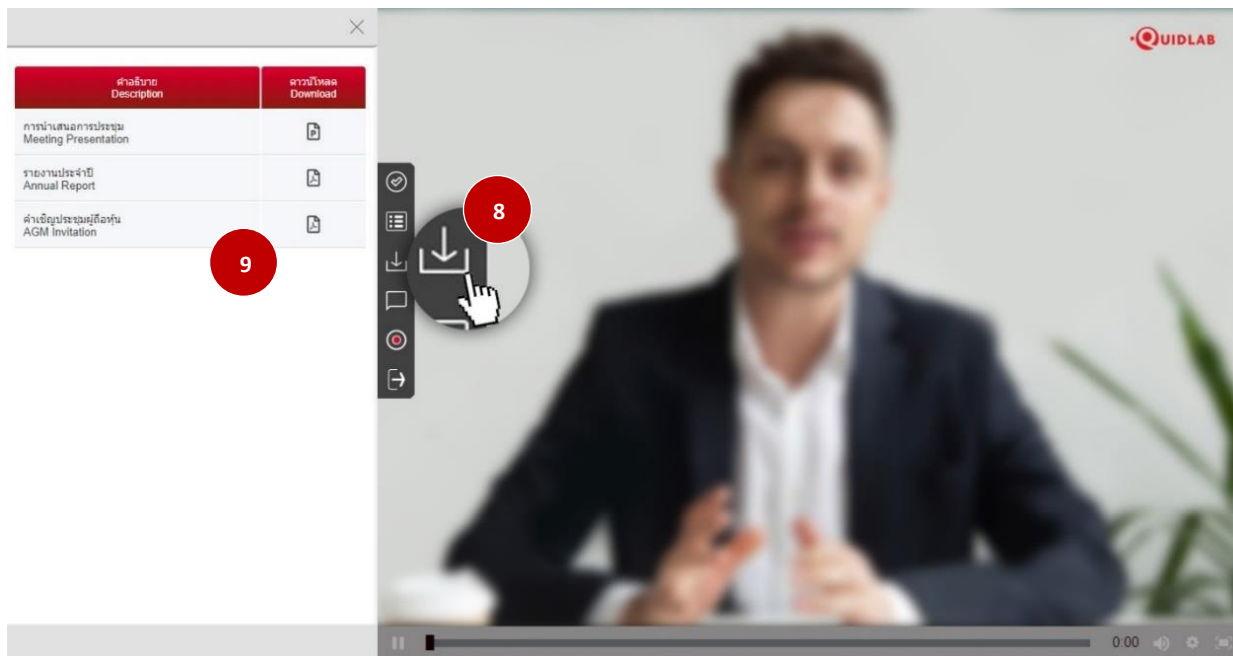 คำอธิบาย
Description
ดาวน์โหลด
Download
การนำเสนอการประชุม
Meeting Presentation
รายงานประจำปี
Annual Report
คำเชิญประชุมผู้ถือหุ้น
AGM Invitation
8
9
QUIDLAB
0:00